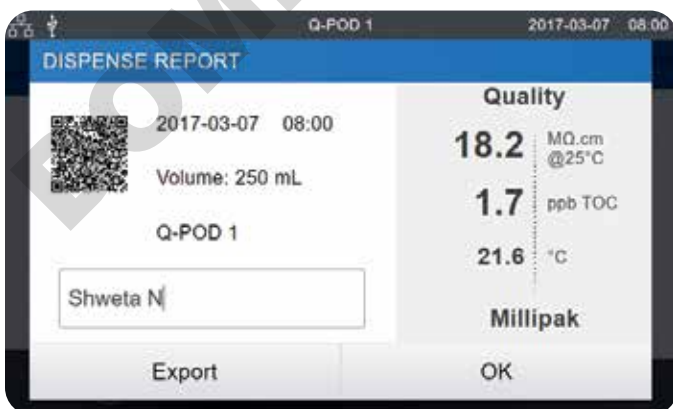 Q-POD 1 2017-03-07 08:00
DISPENSE REPORT
2017-03-07 08:00
Volume: 250 mL
Q-POD 1
Shweta N
Quality
18.2 MΩ.cm @25°C
1.7 ppb TOC
21.6 °C
Millipak
Export OK